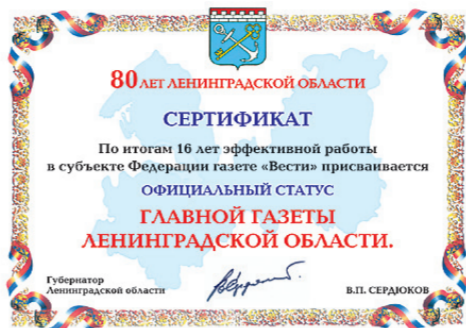 80 ЛЕТ ЛЕНИНГРАДСКОЙ ОБЛАСТИ
СЕРТИФИКАТ
По итогам 16 лет эффективной работы
в субъекте Федерации газете «Вести» присваивается
ОФИЦИАЛЬНЫЙ СТАТУС
ГЛАВНОЙ ГАЗЕТЫ
ЛЕНИНГРАДСКОЙ ОБЛАСТИ.
Губернатор
Ленинградской области
В.П. СЕРДЮКОВ